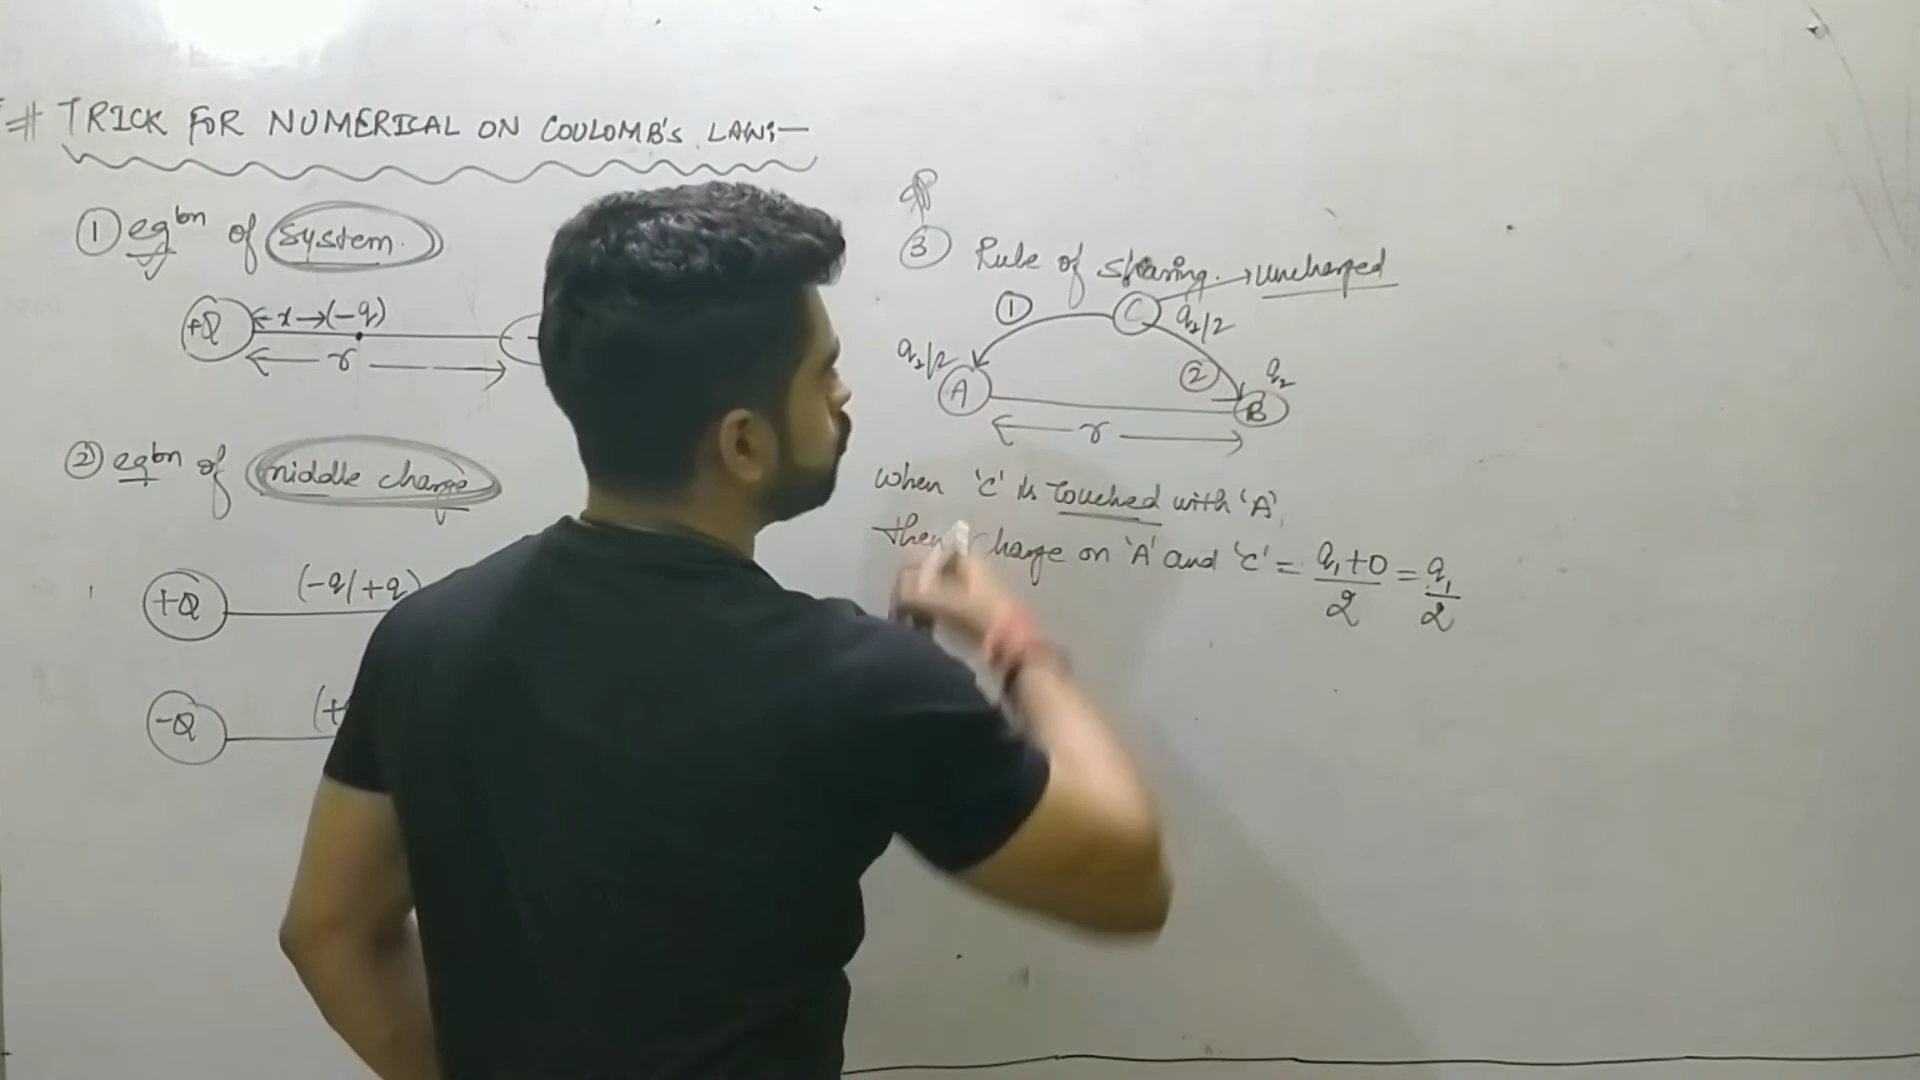 # TRICK FOR NUMERICAL ON COULOMB'S LAW:—
① eqbn of system.
+Q ←x→(-q)
← r →
② eqbn of middle charge
+Q (-q/+q)
-Q (+
③ Rule of sharing. → uncharged
① C q₂/2
q₂/2 ② q₂
A B
← r →
when 'C' is touched with 'A',
then charge on 'A' and 'C' = q₁+0/2 = q₁/2